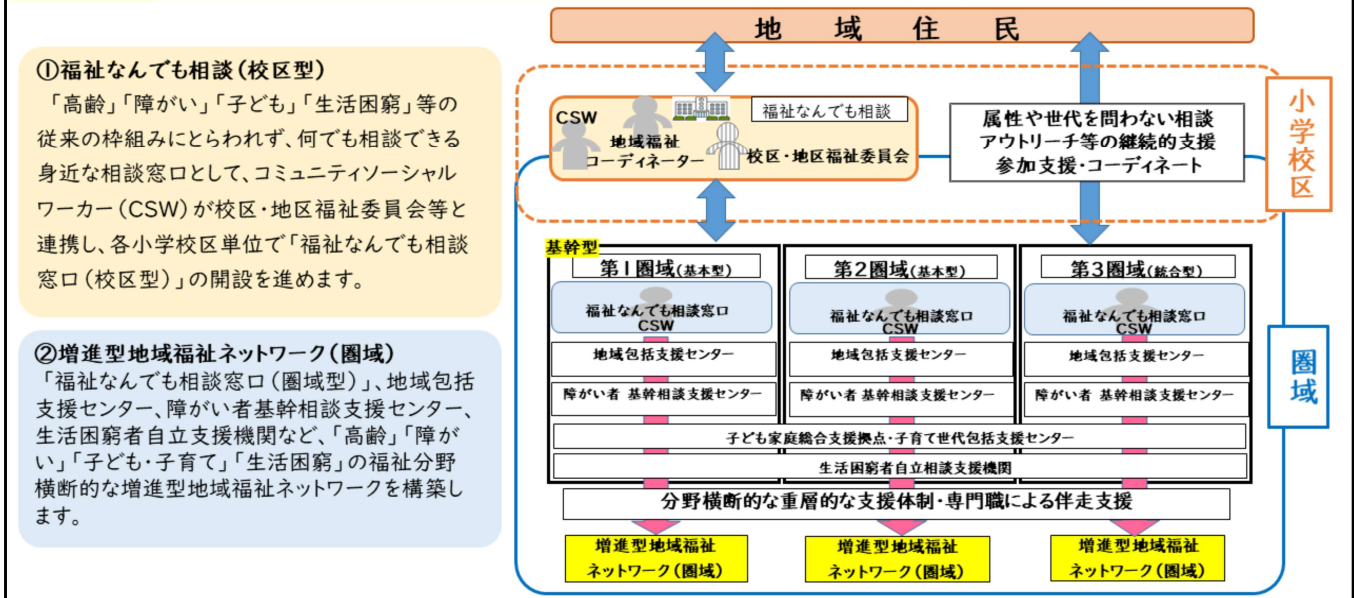 地域住民
①福祉なんでも相談(校区型)
「高齢」「障がい」「子ども」「生活困窮」等の
従来の枠組みにとらわれず、何でも相談できる
身近な相談窓口として、コミュニティソーシャル
ワーカー(CSW)が校区・地区福祉委員会等と
連携し、各小学校区単位で「福祉なんでも相談
窓口(校区型)」の開設を進めます。
②増進型地域福祉ネットワーク(圏域)
「福祉なんでも相談窓口(圏域型)」、地域包括
支援センター、障がい者基幹相談支援センター、
生活困窮者自立支援機関など、「高齢」「障が
い」「子ども・子育て」「生活困窮」の福祉分野
横断的な増進型地域福祉ネットワークを構築し
ます。
福祉なんでも相談
CSW
地域福祉
コーディネーター
校区・地区福祉委員会
属性や世代を問わない相談
アウトリーチ等の継続的支援
参加支援・コーディネート
小学校区
基幹型
第1圏域(基本型)
福祉なんでも相談窓口
CSW
地域包括支援センター
障がい者 基幹相談支援センター
第2圏域(基本型)
福祉なんでも相談窓口
CSW
地域包括支援センター
障がい者 基幹相談支援センター
第3圏域(統合型)
福祉なんでも相談窓口
CSW
地域包括支援センター
障がい者 基幹相談支援センター
圏域
子ども家庭総合支援拠点・子育て世代包括支援センター
生活困窮者自立相談支援機関
分野横断的な重層的な支援体制・専門職による伴走支援
増進型地域福祉
ネットワーク(圏域)
増進型地域福祉
ネットワーク(圏域)
増進型地域福祉
ネットワーク(圏域)